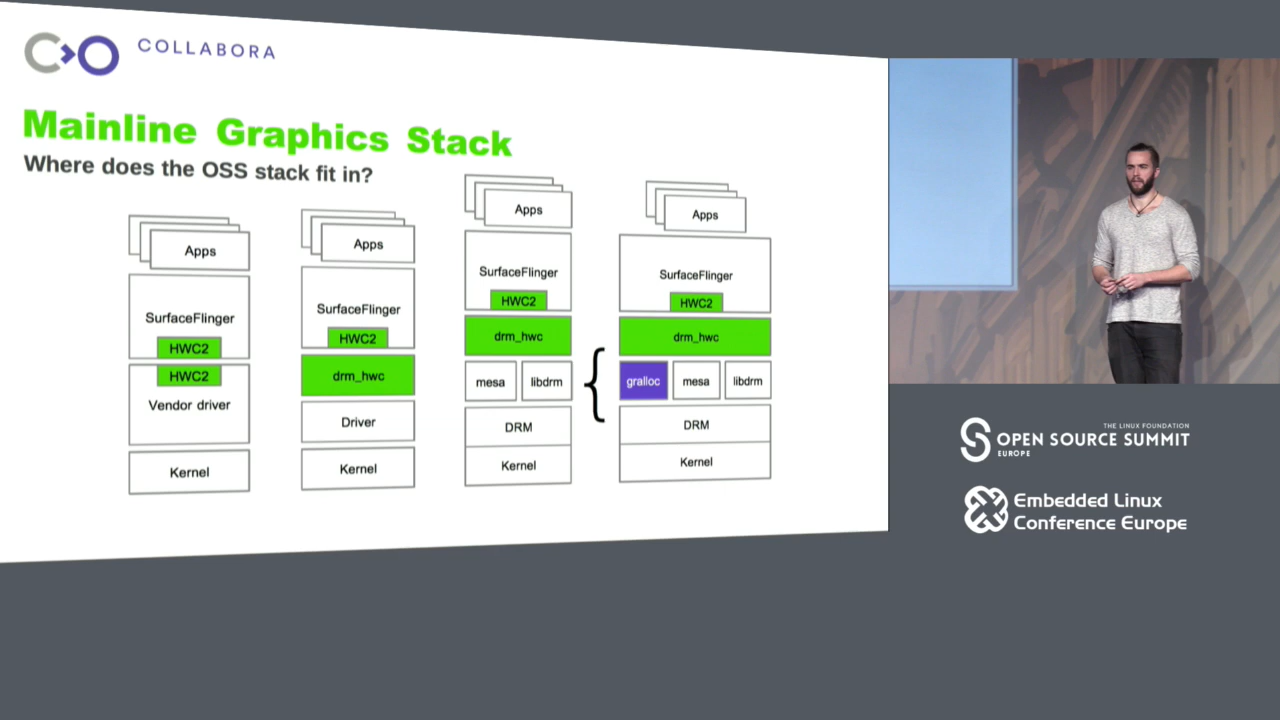 COLLABORA
Mainline Graphics Stack
Where does the OSS stack fit in?
Apps
SurfaceFlinger
HWC2
HWC2
Vendor driver
Kernel
Apps
SurfaceFlinger
HWC2
drm_hwc
Driver
Kernel
Apps
SurfaceFlinger
HWC2
drm_hwc
mesa libdrm
{
DRM
Kernel
Apps
SurfaceFlinger
HWC2
drm_hwc
gralloc mesa libdrm
DRM
Kernel
THE LINUX FOUNDATION
OPEN SOURCE SUMMIT
EUROPE
Embedded Linux
Conference Europe